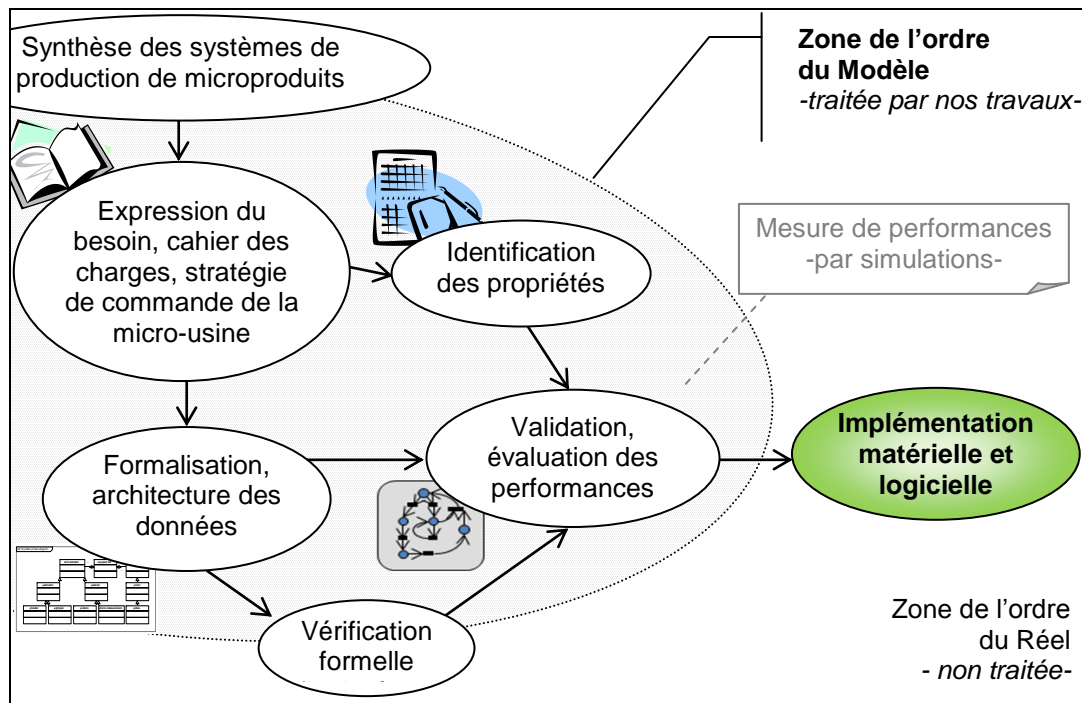 Synthèse des systèmes de
production de microproduits
Zone de l’ordre
du Modèle
-traitée par nos travaux-
Expression du
besoin, cahier des
charges, stratégie
de commande de la
micro-usine
Identification
des propriétés
Mesure de performances
-par simulations-
Formalisation,
architecture des
données
Validation,
évaluation des
performances
Implémentation
matérielle et
logicielle
Vérification
formelle
Zone de l’ordre
du Réel
- non traitée-